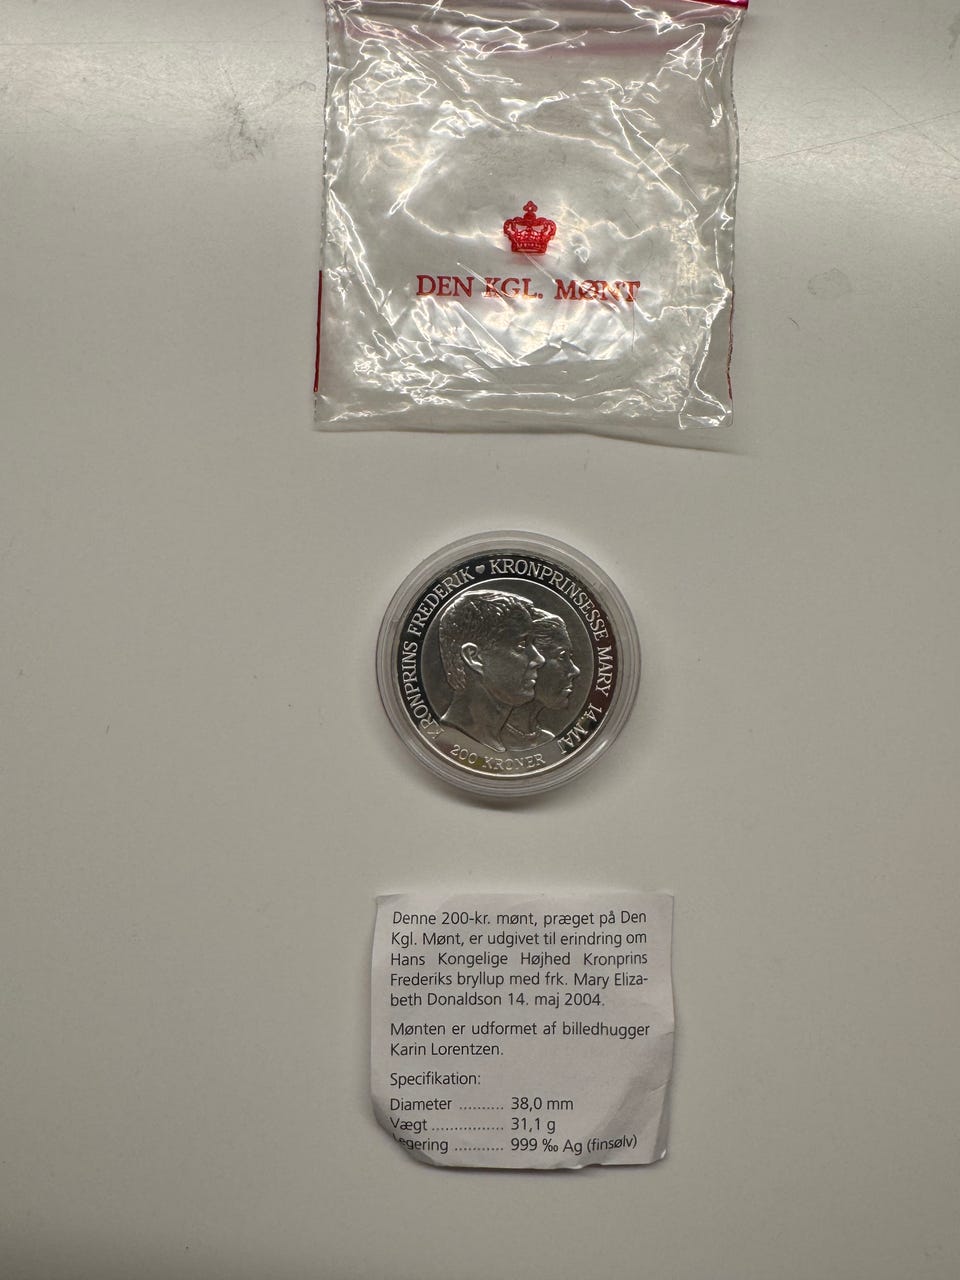 DEN KGL. MØNT
KRONPRINS FREDERIK ♥ KRONPRINSESSE MARY 14. MAJ
200 KRONER
Denne 200-kr. mønt, præget på Den
Kgl. Mønt, er udgivet til erindring om
Hans Kongelige Højhed Kronprins
Frederiks bryllup med frk. Mary Eliza-
beth Donaldson 14. maj 2004.
Mønten er udformet af billedhugger
Karin Lorentzen.
Specifikation:
Diameter .......... 38,0 mm
Vægt ................ 31,1 g
Legering ........... 999 ‰ Ag (finsølv)